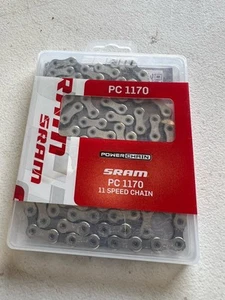 PC 1170
SRAM
POWERCHAIN
SRAM
PC 1170
11 SPEED CHAIN